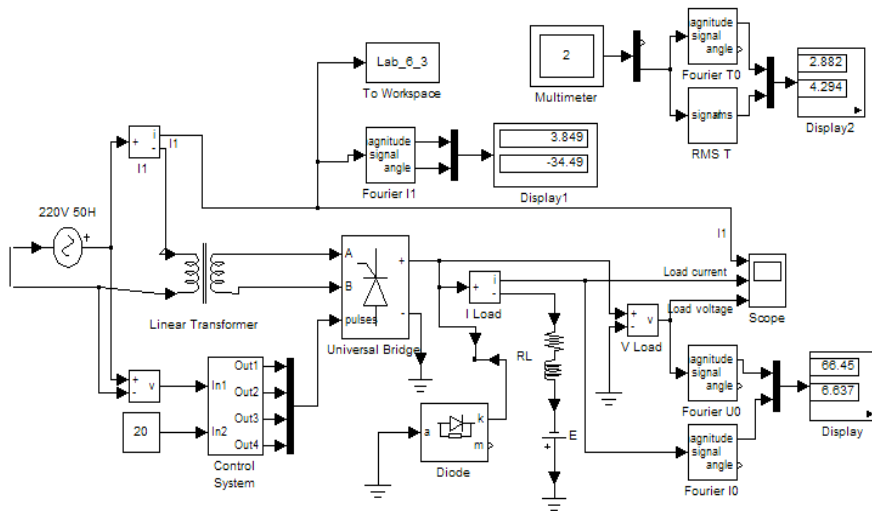 Lab_6_3
To Workspace
2
Multimeter
agnitude
signal
angle
Fourier T0
signal rms
RMS T
2.882
4.294
Display2
+
-
i
I1
I1
agnitude
signal
angle
Fourier I1
3.849
-34.49
Display1
220V 50H
+
Linear Transformer
A
B
pulses
+
-
Universal Bridge
+
i
-
I Load
I1
Load current
Load voltage
Scope
+
-
v
V Load
RL
E
+
+
-
v
20
In1
In2
Out1
Out2
Out3
Out4
Control
System
a
k
m
Diode
agnitude
signal
angle
Fourier U0
agnitude
signal
angle
Fourier I0
66.45
6.637
Display